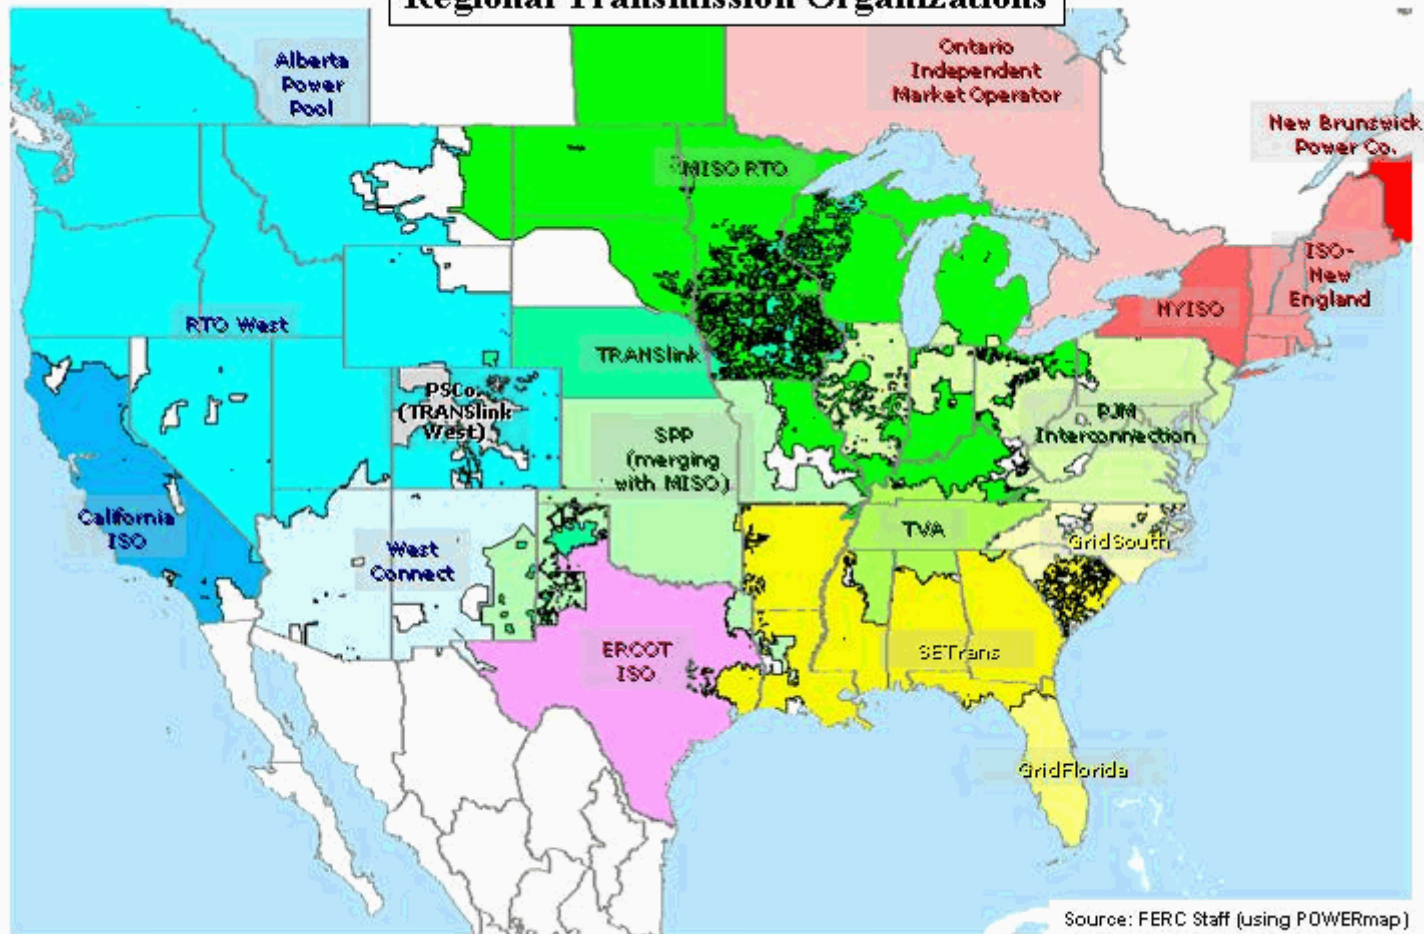 Regional Transmission Organizations
Alberta
Power
Pool
Ontario
Independent
Market Operator
New Brunswick
Power Co.
MISO RTO
ISO-
New
England
NYISO
RTO West
TRANSlink
PSCo.
(TRANSlink
West)
PJM
Interconnection
SPP
(merging
with MISO)
California
ISO
West
Connect
TVA
GridSouth
ERCOT
ISO
SETrans
GridFlorida
Source: FERC Staff (using POWERmap)